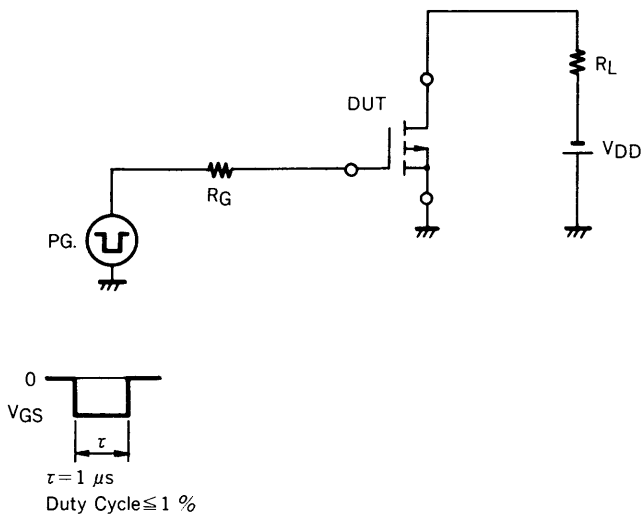 DUT
RL
VDD
RG
PG.
0
VGS
τ
τ=1 μs
Duty Cycle≦1 %